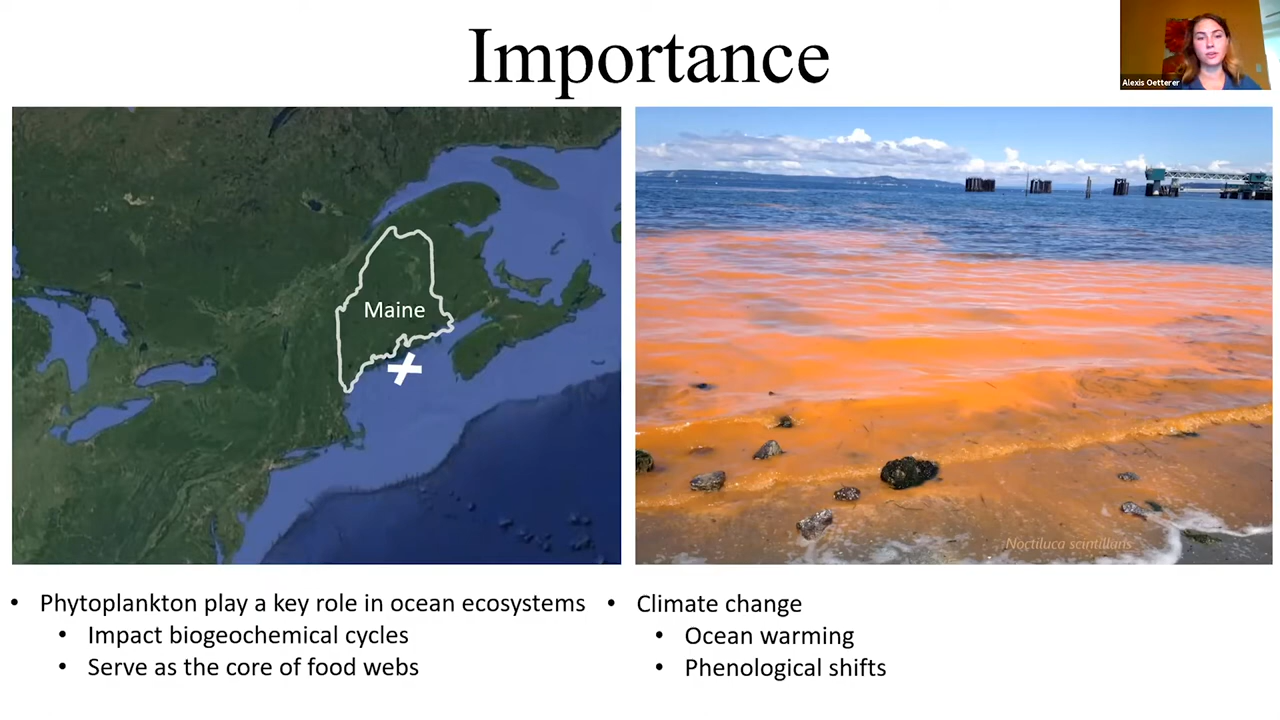 Importance
Alexis Oetterer
Maine
Noctiluca scintillans
• Phytoplankton play a key role in ocean ecosystems
• Impact biogeochemical cycles
• Serve as the core of food webs
• Climate change
• Ocean warming
• Phenological shifts